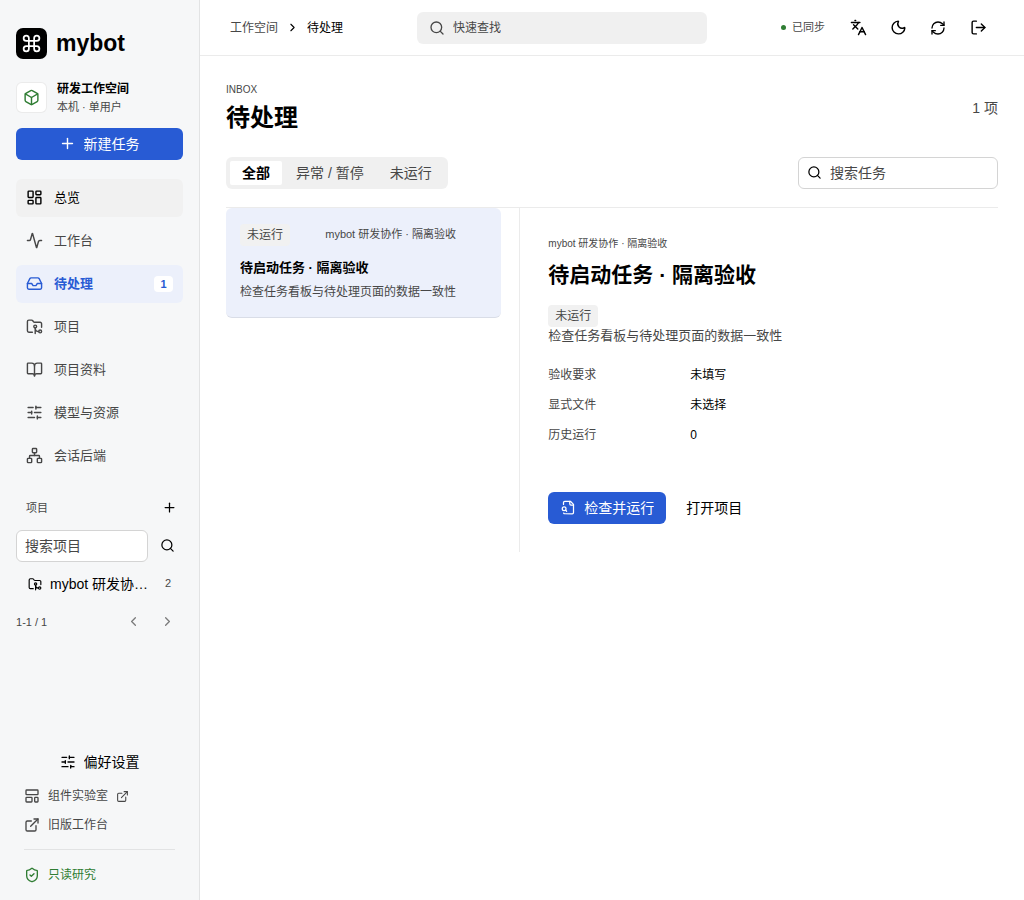 mybot
研发工作空间
本机 · 单用户
新建任务
总览
工作台
待处理 1
项目
项目资料
模型与资源
会话后端
项目
搜索项目
mybot 研发协… 2
1-1 / 1
偏好设置
组件实验室
旧版工作台
只读研究
工作空间 待处理
快速查找
已同步
INBOX
待处理
1 项
全部 异常 / 暂停 未运行
搜索任务
未运行 mybot 研发协作 · 隔离验收
待启动任务 · 隔离验收
检查任务看板与待处理页面的数据一致性
mybot 研发协作 · 隔离验收
待启动任务 · 隔离验收
未运行
检查任务看板与待处理页面的数据一致性
验收要求 未填写
显式文件 未选择
历史运行 0
检查并运行 打开项目